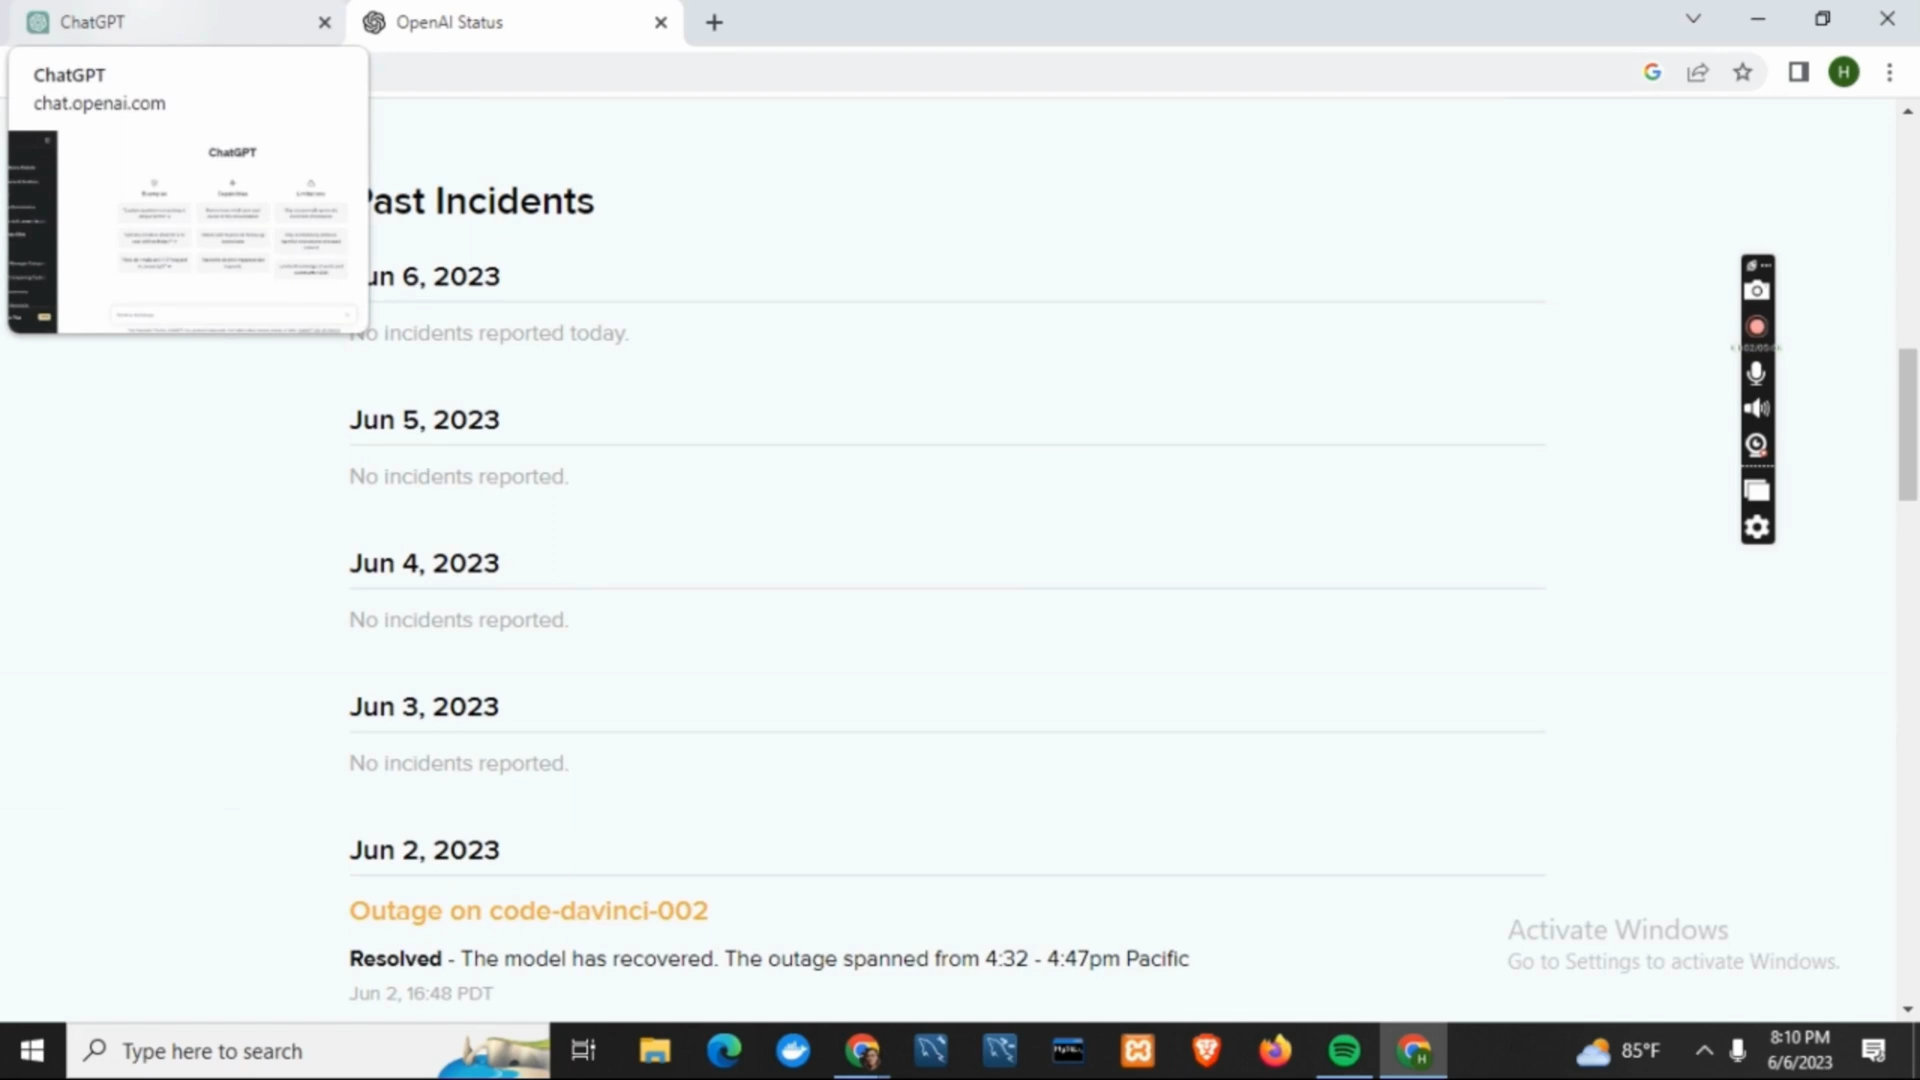 ChatGPT
OpenAI Status
ChatGPT
chat.openai.com
ChatGPT
Past Incidents
Jun 6, 2023
No incidents reported today.
Jun 5, 2023
No incidents reported.
Jun 4, 2023
No incidents reported.
Jun 3, 2023
No incidents reported.
Jun 2, 2023
Outage on code-davinci-002
Resolved - The model has recovered. The outage spanned from 4:32 - 4:47pm Pacific
Jun 2, 16:48 PDT
Activate Windows
Go to Settings to activate Windows.
Type here to search
85°F
8:10 PM
6/6/2023
H
H